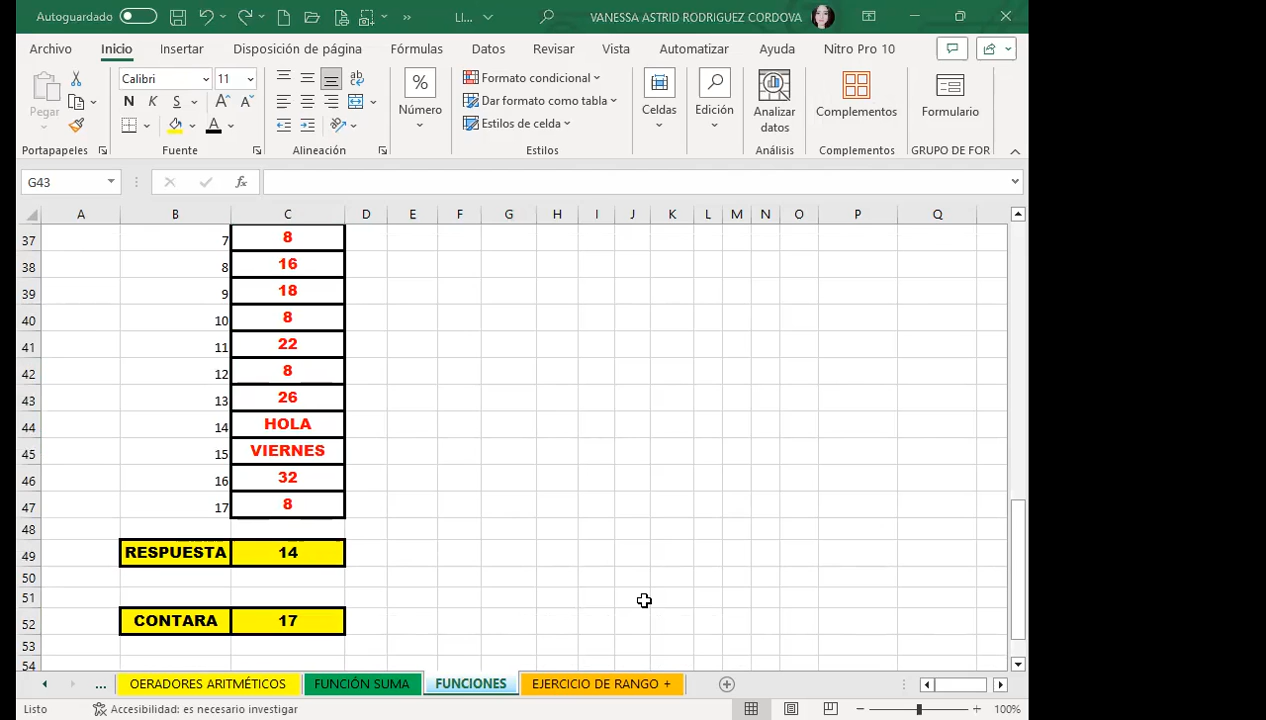 Autoguardado LI... VANESSA ASTRID RODRIGUEZ CORDOVA
Archivo Inicio Insertar Disposición de página Fórmulas Datos Revisar Vista Automatizar Ayuda Nitro Pro 10
Pegar Calibri 11 Número Formato condicional Celdas Edición Analizar datos Complementos Formulario
N K S Dar formato como tabla
Estilos de celda
Portapapeles Fuente Alineación Estilos Análisis Complementos GRUPO DE FOR
G43 fx
A B C D E F G H I J K L M N O P Q
37 7 8
38 8 16
39 9 18
40 10 8
41 11 22
42 12 8
43 13 26
44 14 HOLA
45 15 VIERNES
46 16 32
47 17 8
48
49 RESPUESTA 14
50
51
52 CONTARA 17
53
54
... OERADORES ARITMÉTICOS FUNCIÓN SUMA FUNCIONES EJERCICIO DE RANGO +
Listo Accesibilidad: es necesario investigar 100%